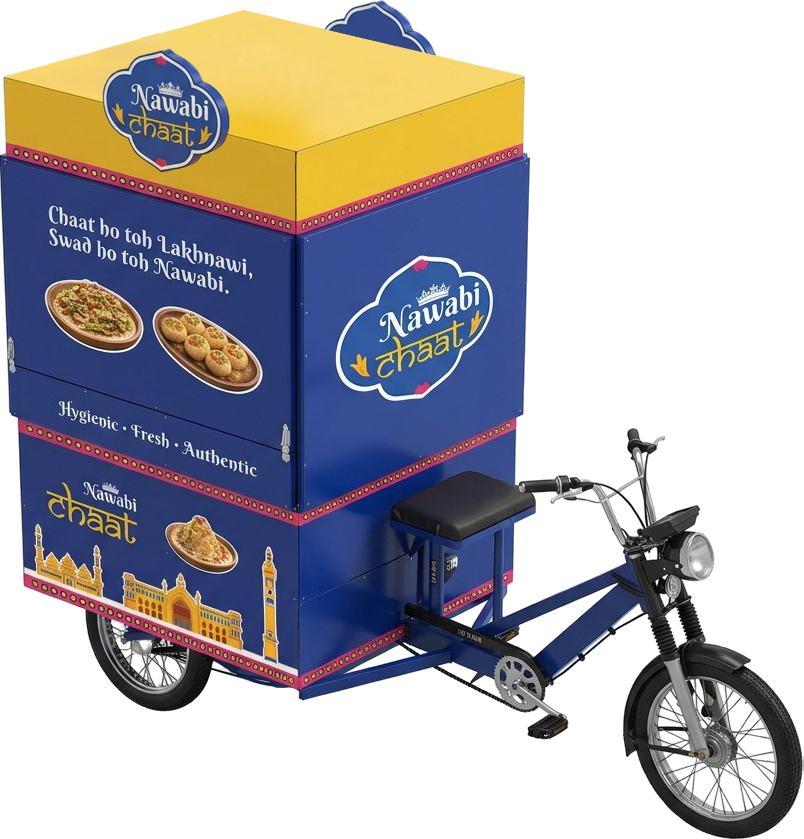 Nawabi
chaat
Chaat ho toh Lakhnawi,
Swad ho toh Nawabi.
Nawabi
chaat
Hygienic • Fresh • Authentic
Nawabi
chaat